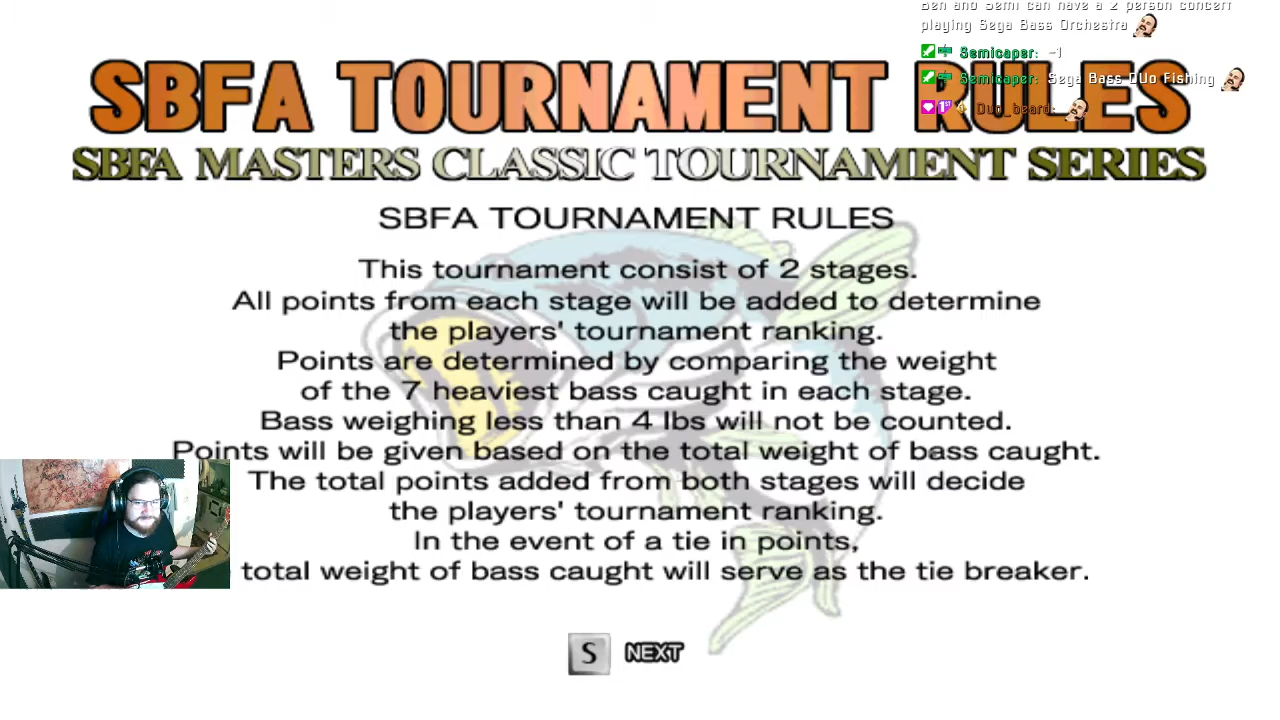 Ben and Semi can have a 2 person concert
playing Sega Bass Orchestra
Semicaper: -1
Semicaper: Sega Bass DUo Fishing
1ST Duo_beard:
SBFA TOURNAMENT RULES
SBFA MASTERS CLASSIC TOURNAMENT SERIES
SBFA TOURNAMENT RULES
This tournament consist of 2 stages.
All points from each stage will be added to determine
the players' tournament ranking.
Points are determined by comparing the weight
of the 7 heaviest bass caught in each stage.
Bass weighing less than 4 lbs will not be counted.
Points will be given based on the total weight of bass caught.
The total points added from both stages will decide
the players' tournament ranking.
In the event of a tie in points,
total weight of bass caught will serve as the tie breaker.
S NEXT